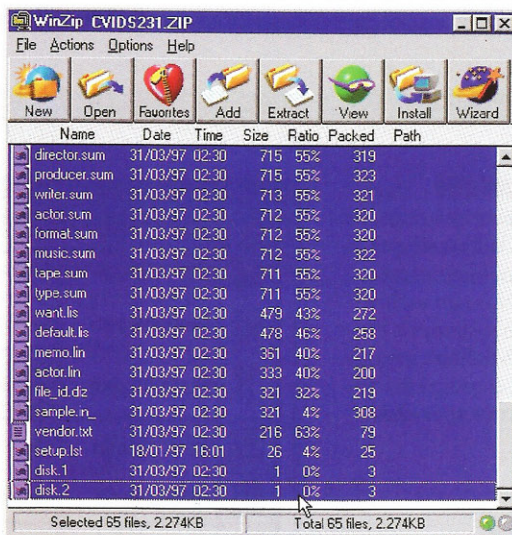 WinZip CVIDS231.ZIP
File Actions Options Help
New Open Favorites Add Extract View Install Wizard
Name Date Time Size Ratio Packed Path
director.sum 31/03/97 02:30 715 55% 319
producer.sum 31/03/97 02:30 715 55% 323
writer.sum 31/03/97 02:30 713 55% 321
actor.sum 31/03/97 02:30 712 55% 320
format.sum 31/03/97 02:30 712 55% 320
music.sum 31/03/97 02:30 712 55% 322
tape.sum 31/03/97 02:30 711 55% 320
type.sum 31/03/97 02:30 711 55% 320
want.lis 31/03/97 02:30 479 43% 272
default.lis 31/03/97 02:30 478 46% 258
memo.lin 31/03/97 02:30 361 40% 217
actor.lin 31/03/97 02:30 333 40% 200
file_id.diz 31/03/97 02:30 321 32% 219
sample.in_ 31/03/97 02:30 321 4% 308
vendor.txt 31/03/97 02:30 216 63% 79
setup.lst 18/01/97 16:01 26 4% 25
disk.1 31/03/97 02:30 1 0% 3
disk.2 31/03/97 02:30 1 0% 3
Selected 65 files, 2.274KB Total 65 files, 2.274KB